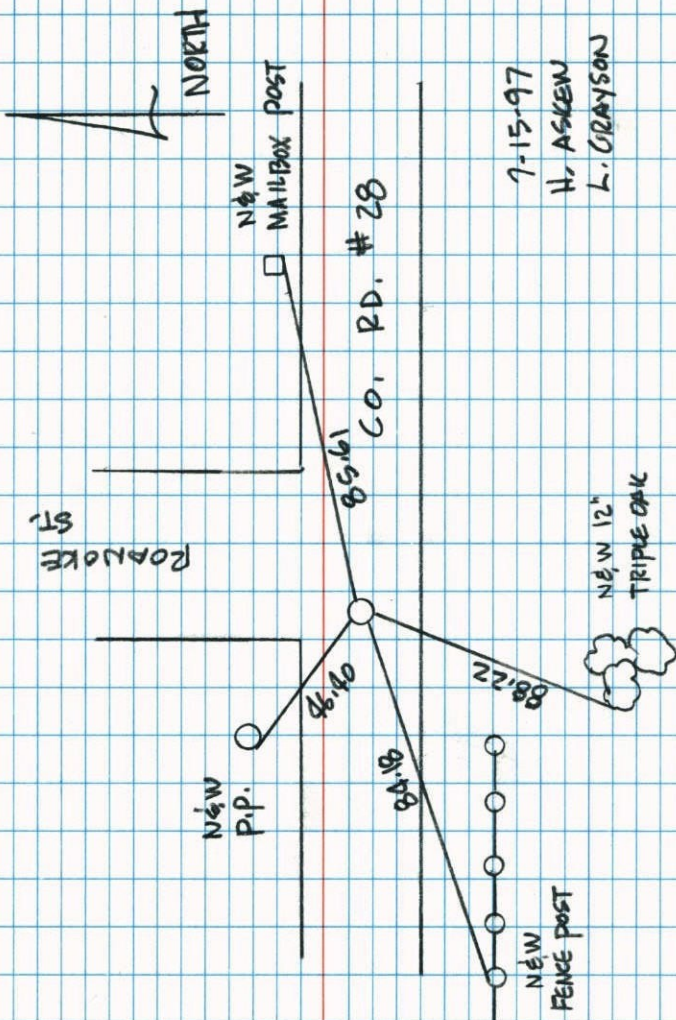 NORTH
N&W
MAILBOX POST
ROANOKE
ST.
CO. RD. #28
85.61
46.40
N&W
P.P.
84.18
88.22
N&W 12"
TRIPLE OAK
N&W
FENCE POST
7-15-97
H. ASKEW
L. GRAYSON